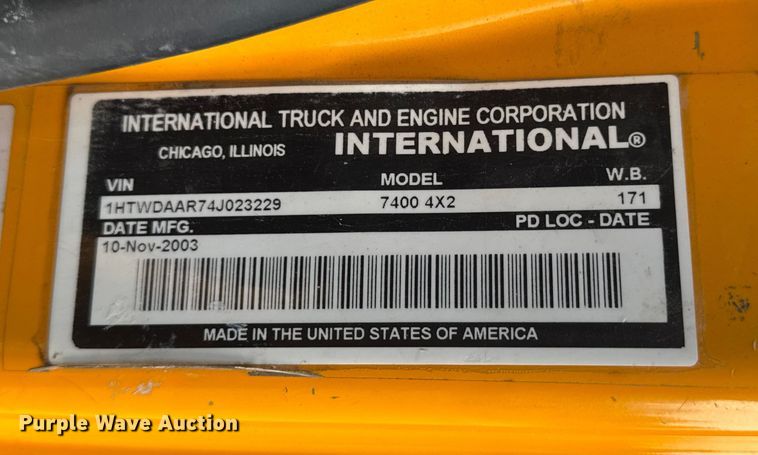 INTERNATIONAL TRUCK AND ENGINE CORPORATION
CHICAGO, ILLINOIS INTERNATIONAL®
VIN MODEL W.B.
1HTWDAAR74J023229 7400 4X2 171
DATE MFG. PD LOC - DATE
10-Nov-2003
MADE IN THE UNITED STATES OF AMERICA
Purple Wave Auction